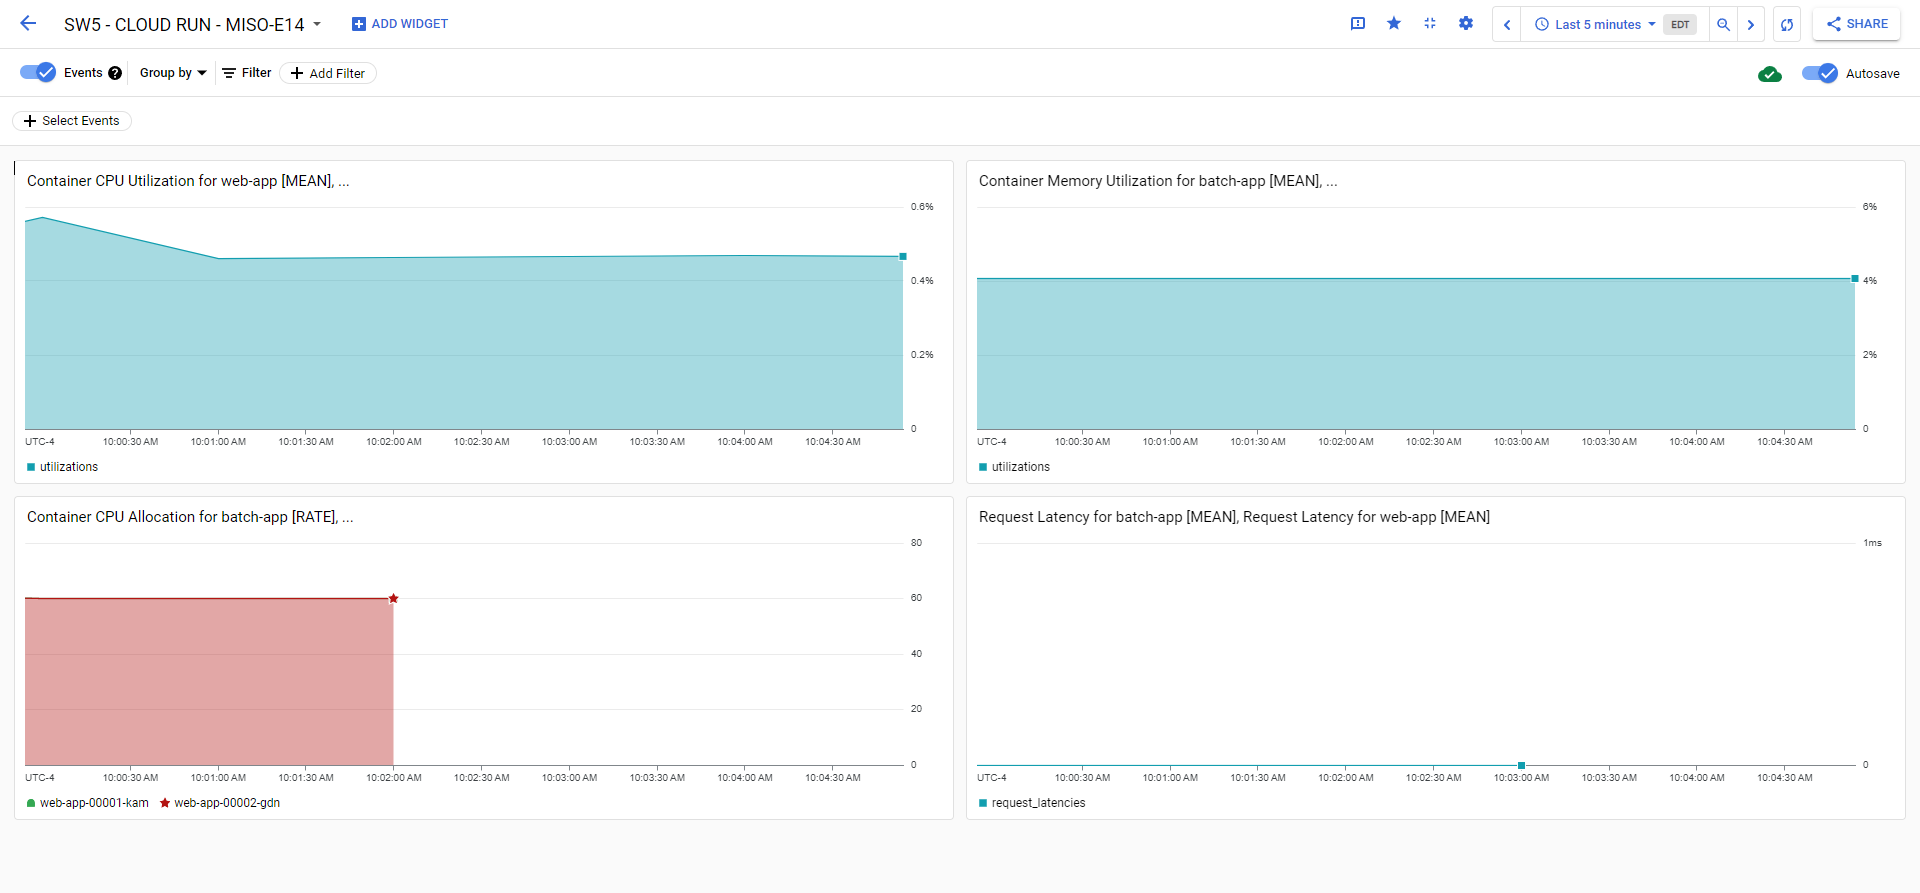 SW5 - CLOUD RUN - MISO-E14
ADD WIDGET
Last 5 minutes
EDT
SHARE
Events
Group by
Filter
Add Filter
Autosave
Select Events
Container CPU Utilization for web-app [MEAN], ...
0.6%
0.4%
0.2%
0
UTC-4 10:00:30 AM 10:01:00 AM 10:01:30 AM 10:02:00 AM 10:02:30 AM 10:03:00 AM 10:03:30 AM 10:04:00 AM 10:04:30 AM
utilizations
Container Memory Utilization for batch-app [MEAN], ...
6%
4%
2%
0
UTC-4 10:00:30 AM 10:01:00 AM 10:01:30 AM 10:02:00 AM 10:02:30 AM 10:03:00 AM 10:03:30 AM 10:04:00 AM 10:04:30 AM
utilizations
Container CPU Allocation for batch-app [RATE], ...
80
60
40
20
0
UTC-4 10:00:30 AM 10:01:00 AM 10:01:30 AM 10:02:00 AM 10:02:30 AM 10:03:00 AM 10:03:30 AM 10:04:00 AM 10:04:30 AM
web-app-00001-kam web-app-00002-gdn
Request Latency for batch-app [MEAN], Request Latency for web-app [MEAN]
1ms
0
UTC-4 10:00:30 AM 10:01:00 AM 10:01:30 AM 10:02:00 AM 10:02:30 AM 10:03:00 AM 10:03:30 AM 10:04:00 AM 10:04:30 AM
request_latencies